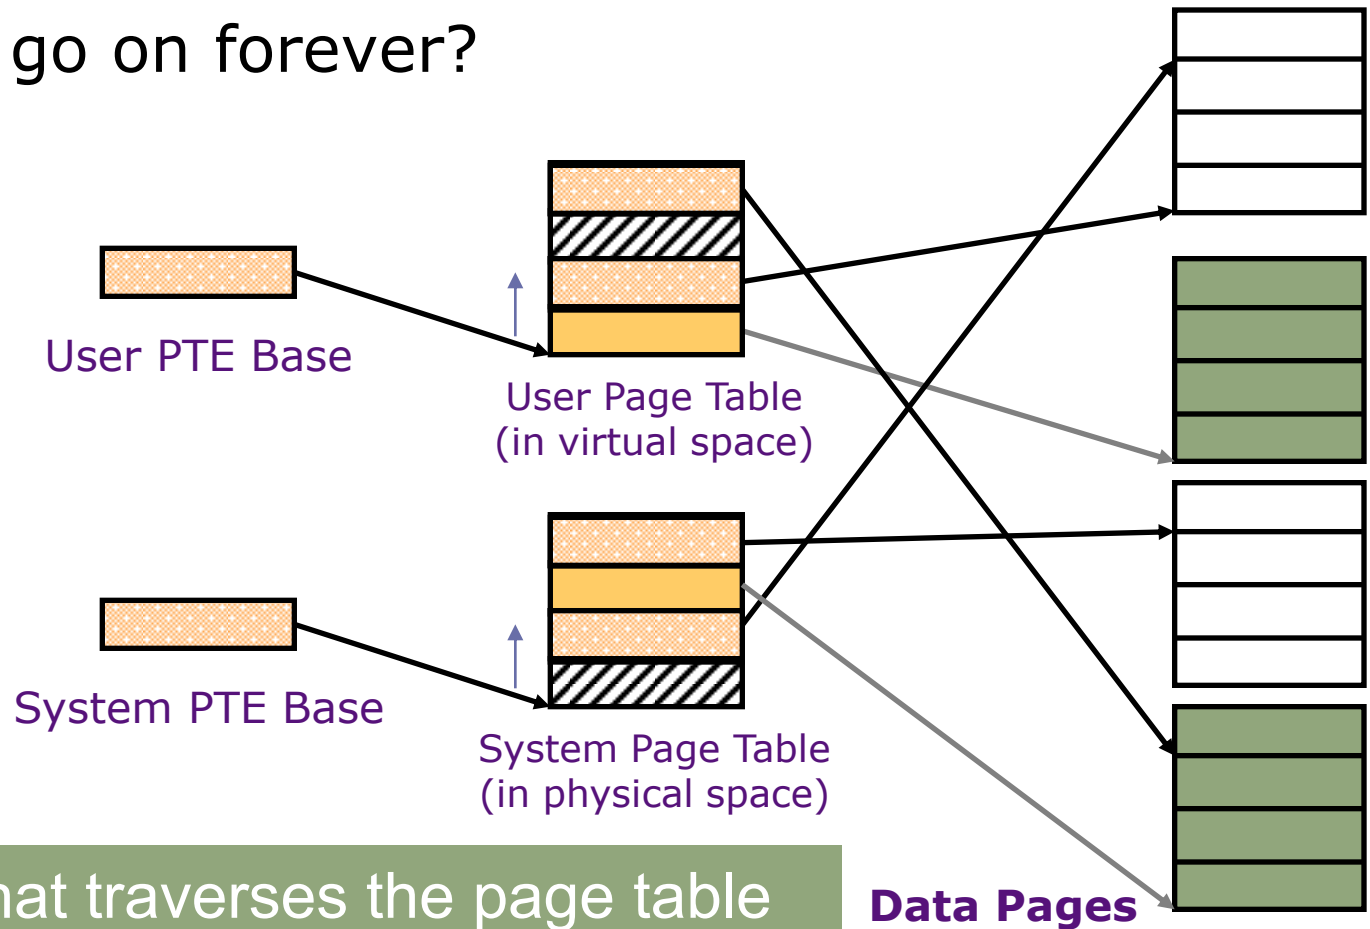 go on forever?
User PTE Base
User Page Table
(in virtual space)
System PTE Base
System Page Table
(in physical space)
traverses the page table
Data Pages